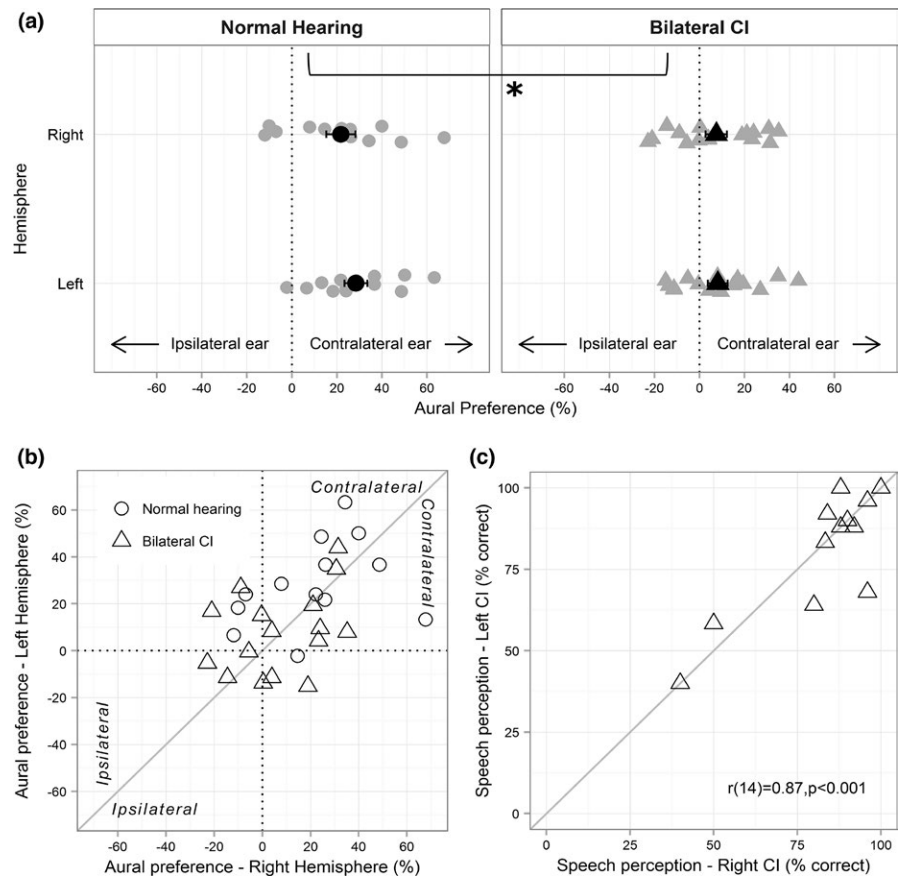 (a)
Normal Hearing
Bilateral CI
*
Hemisphere
Right
Left
Ipsilateral ear
Contralateral ear
Ipsilateral ear
Contralateral ear
-60 -40 -20 0 20 40 60
-60 -40 -20 0 20 40 60
Aural Preference (%)
(b)
Aural preference - Left Hemisphere (%)
60
40
20
0
-20
-40
-60
Normal hearing
Bilateral CI
Contralateral
Contralateral
Ipsilateral
Ipsilateral
-60 -40 -20 0 20 40 60
Aural preference - Right Hemisphere (%)
(c)
Speech perception - Left CI (% correct)
100
75
50
25
0
r(14)=0.87,p<0.001
0 25 50 75 100
Speech perception - Right CI (% correct)